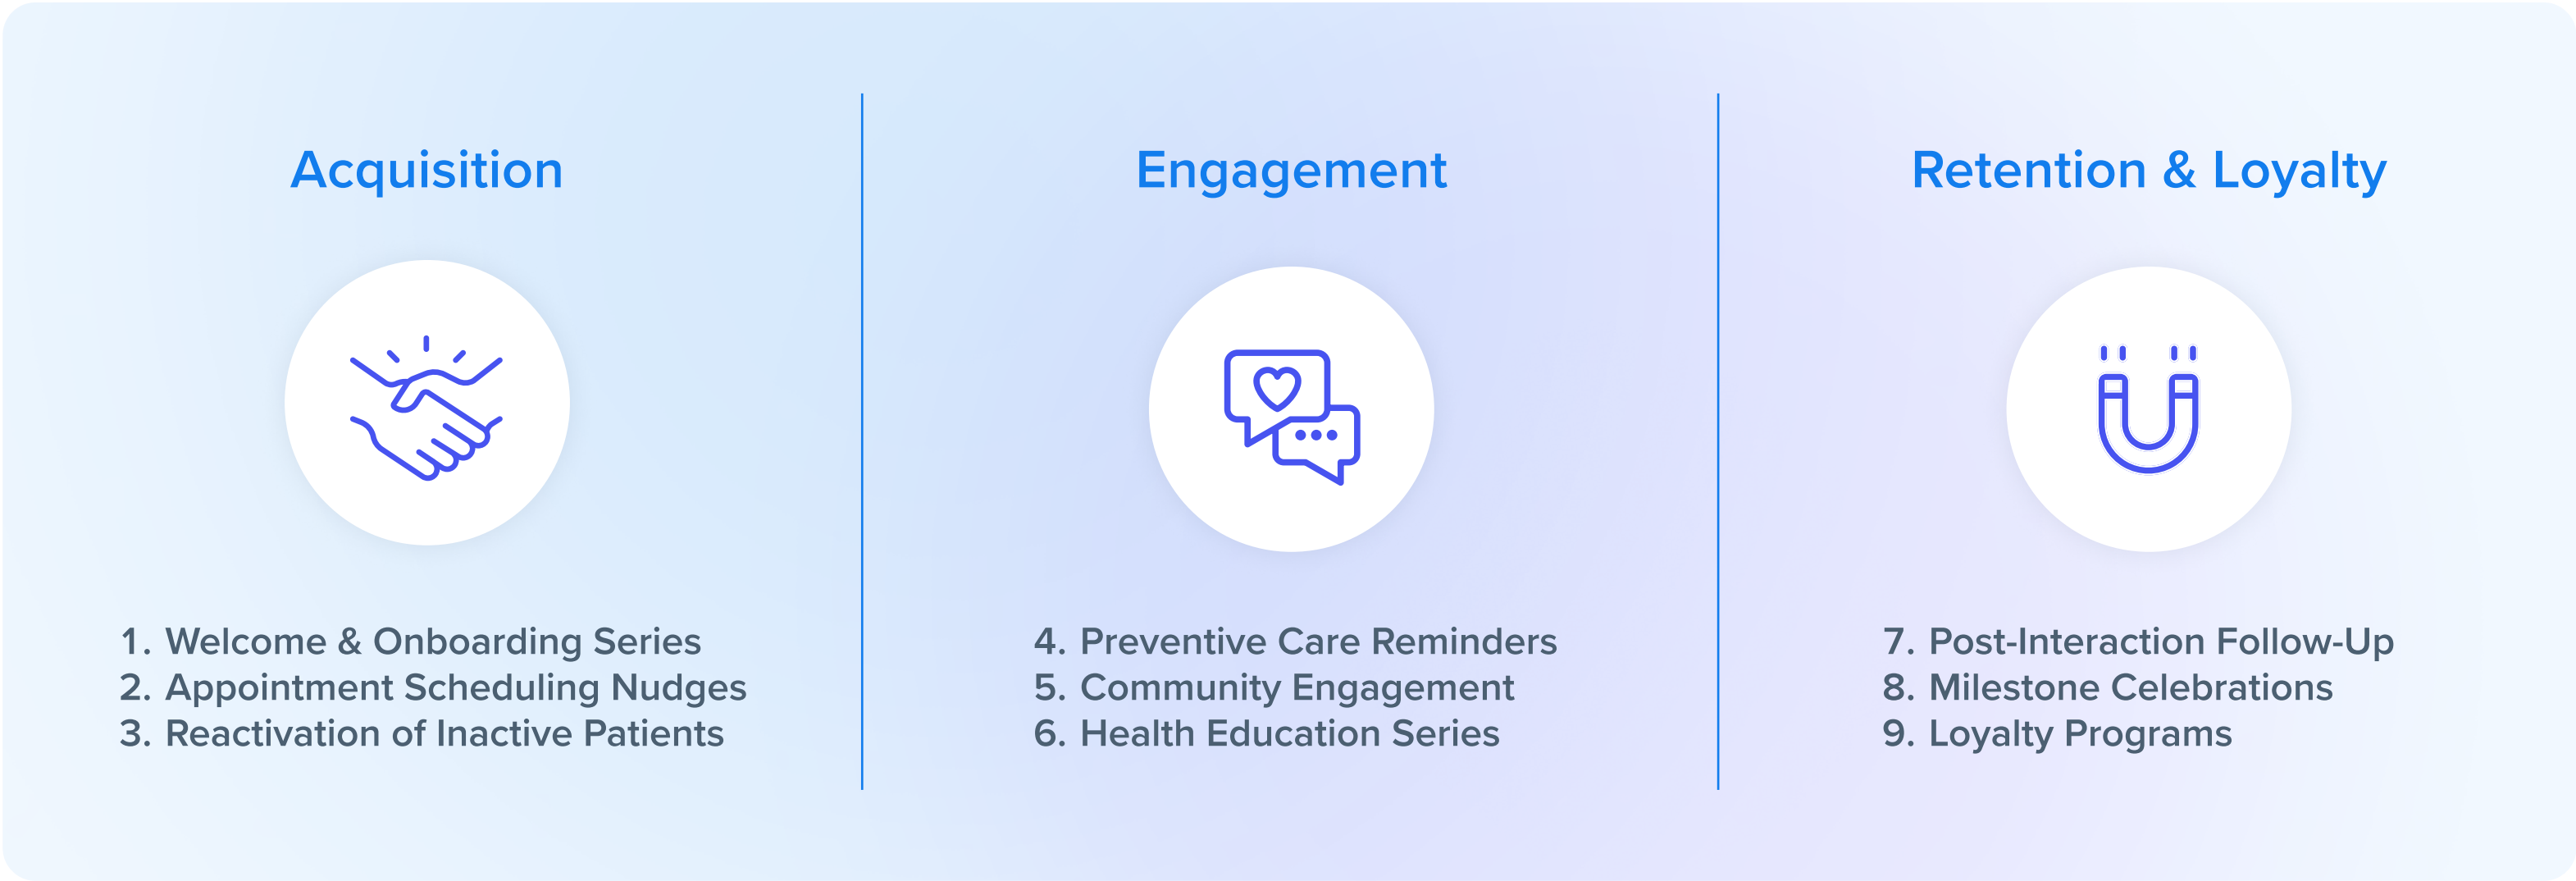 Acquisition
1. Welcome & Onboarding Series
2. Appointment Scheduling Nudges
3. Reactivation of Inactive Patients
Engagement
4. Preventive Care Reminders
5. Community Engagement
6. Health Education Series
Retention & Loyalty
7. Post-Interaction Follow-Up
8. Milestone Celebrations
9. Loyalty Programs